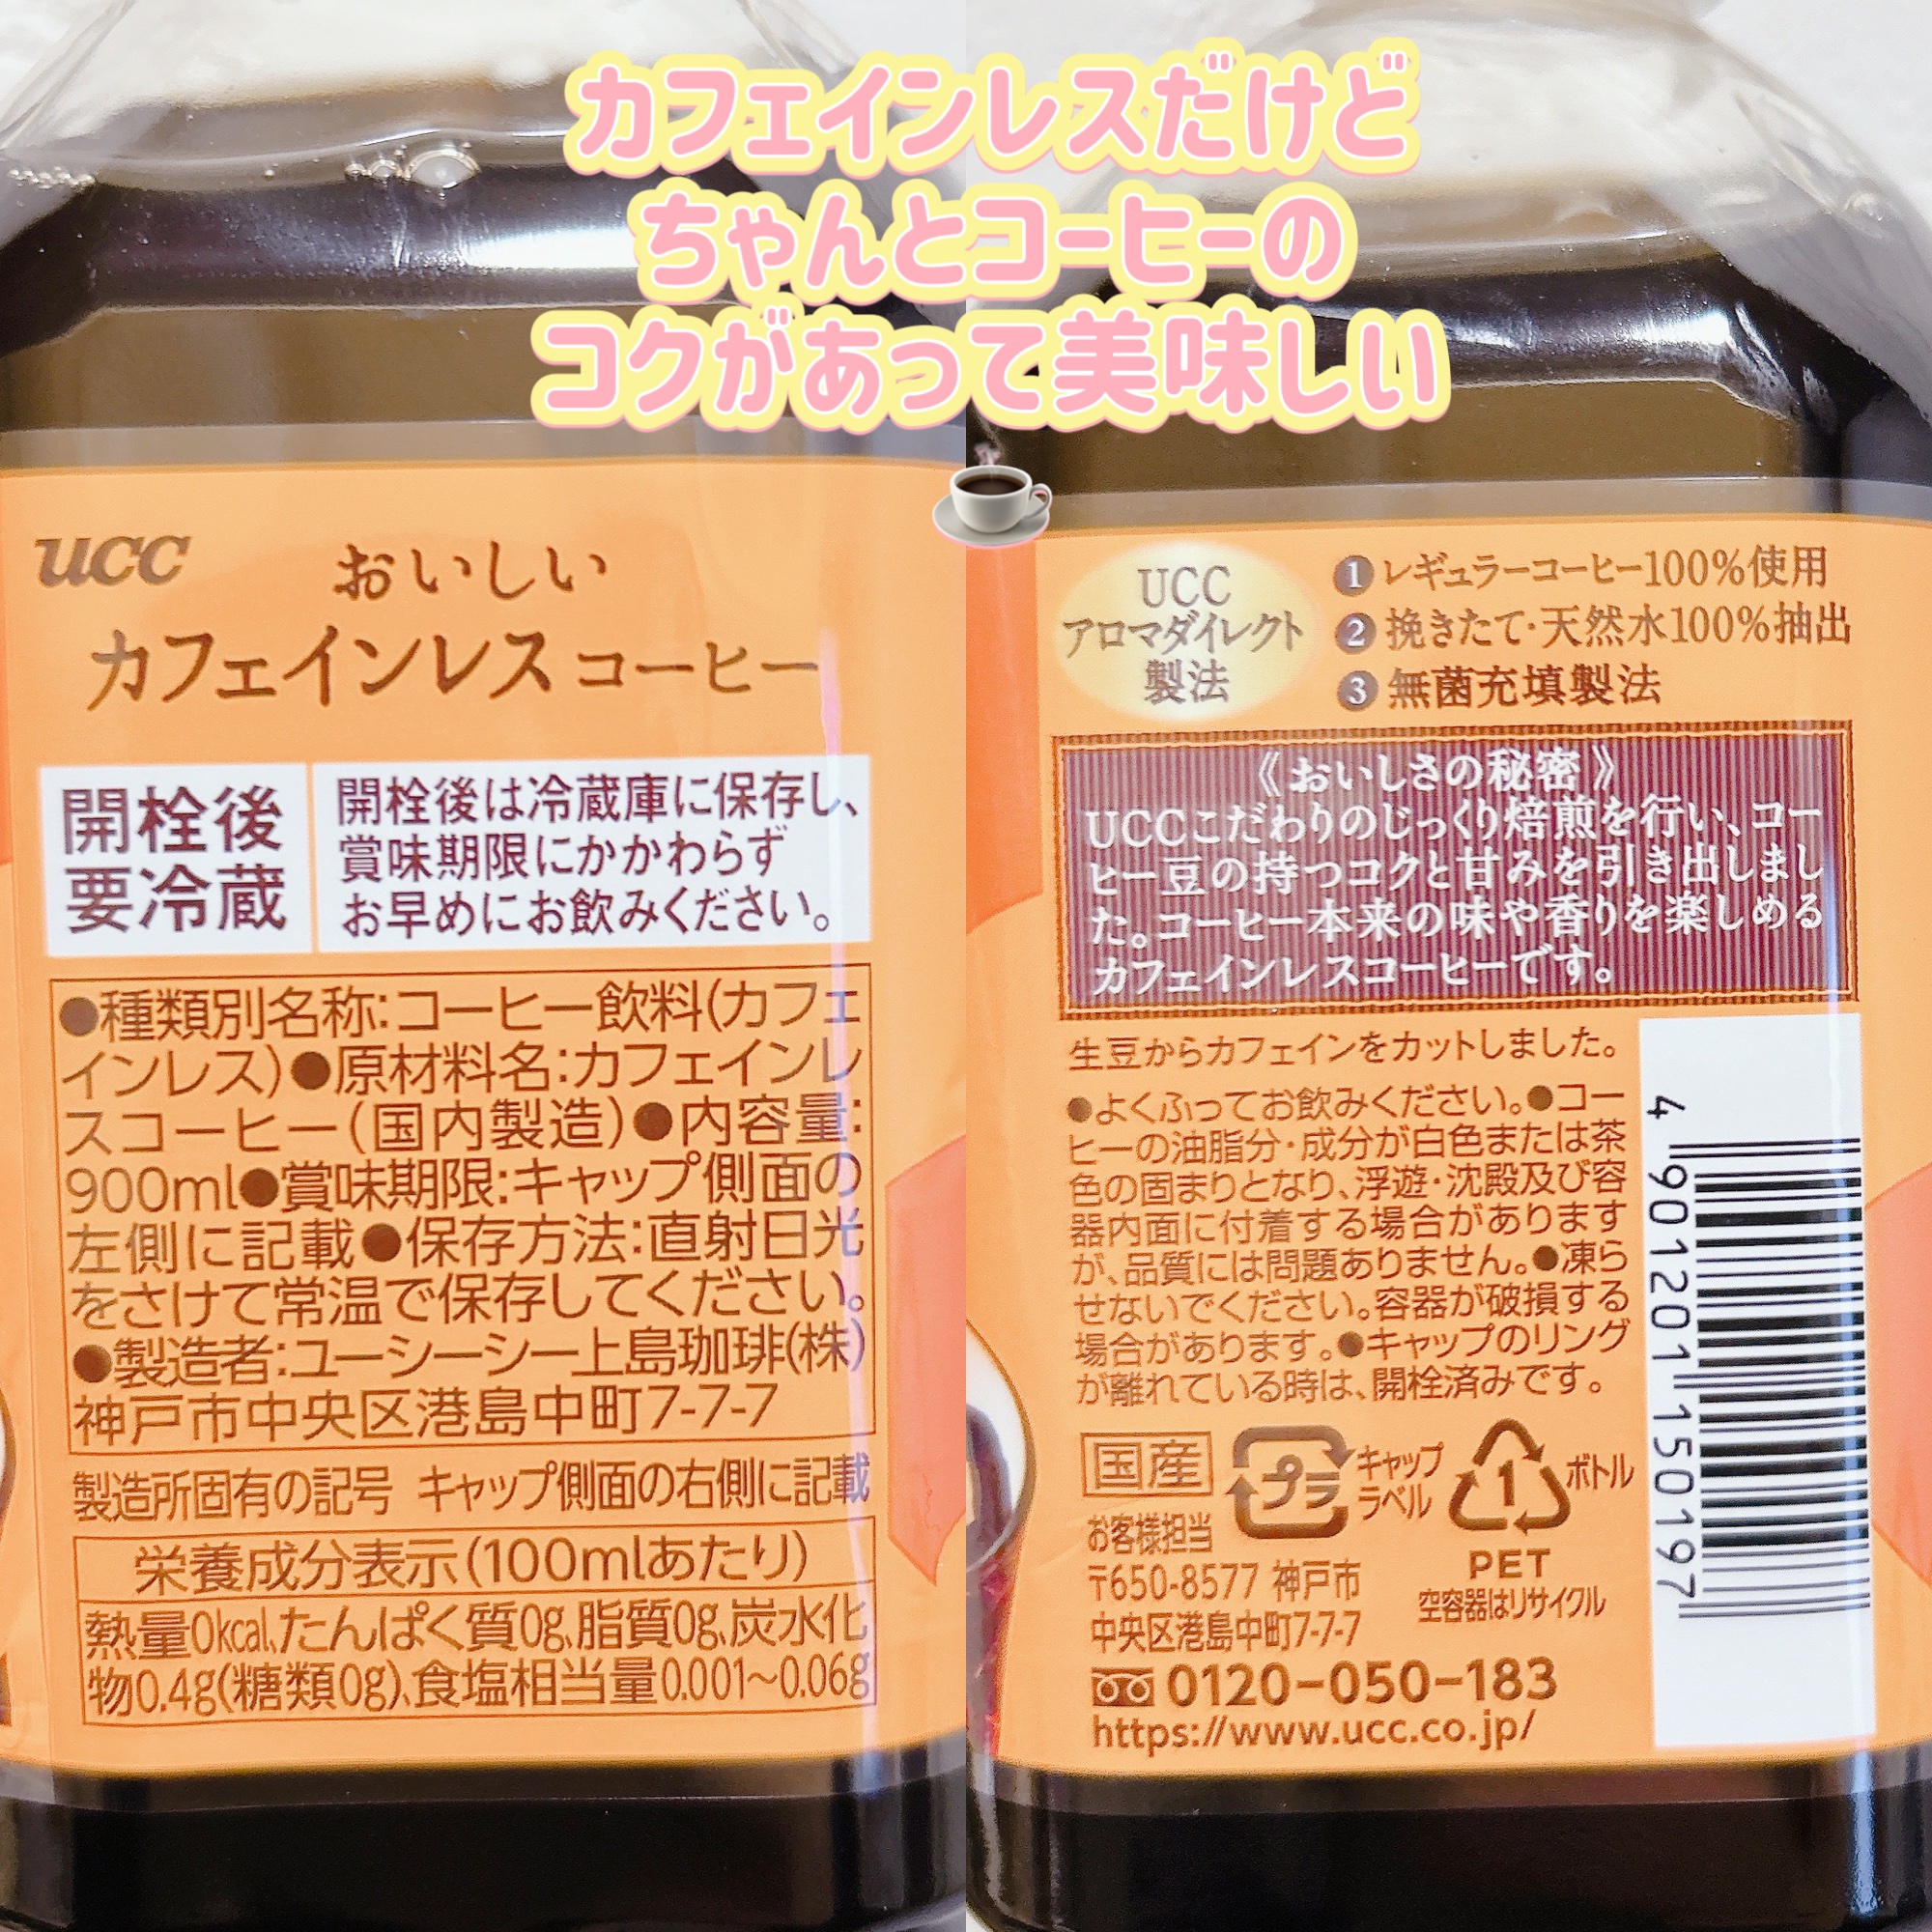 カフェインレスだけど
ちゃんとコーヒーの
コクがあって美味しい
ucc
おいしい
カフェインレスコーヒー
開栓後
要冷蔵
開栓後は冷蔵庫に保存し、
賞味期限にかかわらず
お早めにお飲みください。
●種類別名称:コーヒー飲料(カフェ
インレス)●原材料名:カフェインレ
スコーヒー(国内製造)●内容量:
900ml●賞味期限:キャップ側面の
左側に記載●保存方法:直射日光
をさけて常温で保存してください。
●製造者:ユーシーシー上島珈琲(株)
神戸市中央区港島中町7-7-7
製造所固有の記号 キャップ側面の右側に記載
栄養成分表示(100mlあたり)
熱量0kcal、たんぱく質0g、脂質0g、炭水化
物0.4g(糖類0g)、食塩相当量0.001~0.06g
UCC
アロマダイレクト
製法
1 レギュラーコーヒー100%使用
2 挽きたて・天然水100%抽出
3 無菌充填製法
《おいしさの秘密》
UCCこだわりのじっくり焙煎を行い、コー
ヒー豆の持つコクと甘みを引き出しまし
た。コーヒー本来の味や香りを楽しめる
カフェインレスコーヒーです。
生豆からカフェインをカットしました。
●よくふってお飲みください。●コー
ヒーの油脂分・成分が白色または茶
色の固まりとなり、浮遊・沈殿及び容
器内面に付着する場合があります
が、品質には問題ありません。●凍ら
せないでください。容器が破損する
場合があります。●キャップのリング
が離れている時は、開栓済みです。
国産
プラ
キャップ
ラベル
1
ボトル
PET
空容器はリサイクル
お客様担当
〒650-8577 神戸市
中央区港島中町7-7-7
0120-050-183
https://www.ucc.co.jp/
4 901201 150197